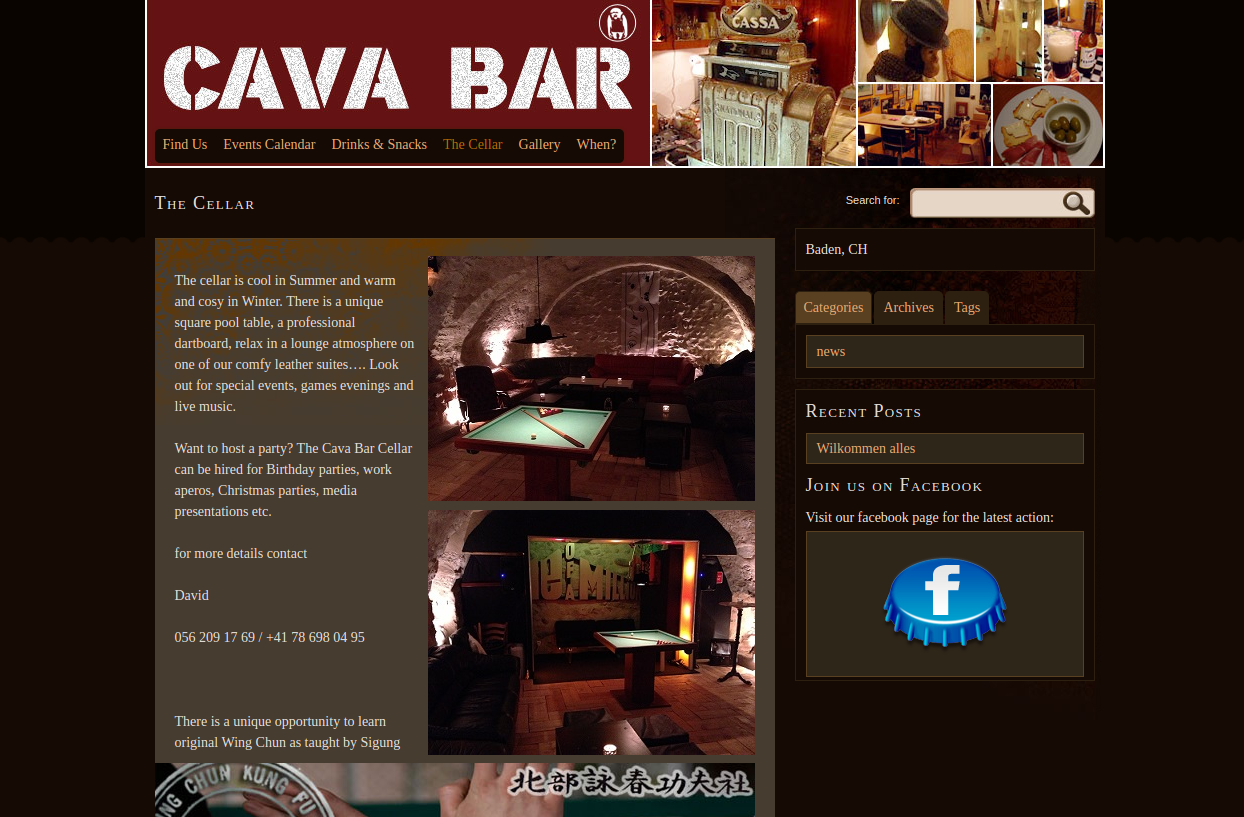 CAVA BAR
CASSA
NATIONAL
Find Us
Events Calendar
Drinks & Snacks
The Cellar
Gallery
When?
The Cellar
Search for:
Baden, CH
The cellar is cool in Summer and warm
and cosy in Winter. There is a unique
square pool table, a professional
dartboard, relax in a lounge atmosphere on
one of our comfy leather suites…. Look
out for special events, games evenings and
live music.
Want to host a party? The Cava Bar Cellar
can be hired for Birthday parties, work
aperos, Christmas parties, media
presentations etc.
for more details contact
David
056 209 17 69 / +41 78 698 04 95
There is a unique opportunity to learn
original Wing Chun as taught by Sigung
CHUN KUNG FU
北部詠春功夫社
Categories
Archives
Tags
news
Recent Posts
Wilkommen alles
Join us on Facebook
Visit our facebook page for the latest action:
f